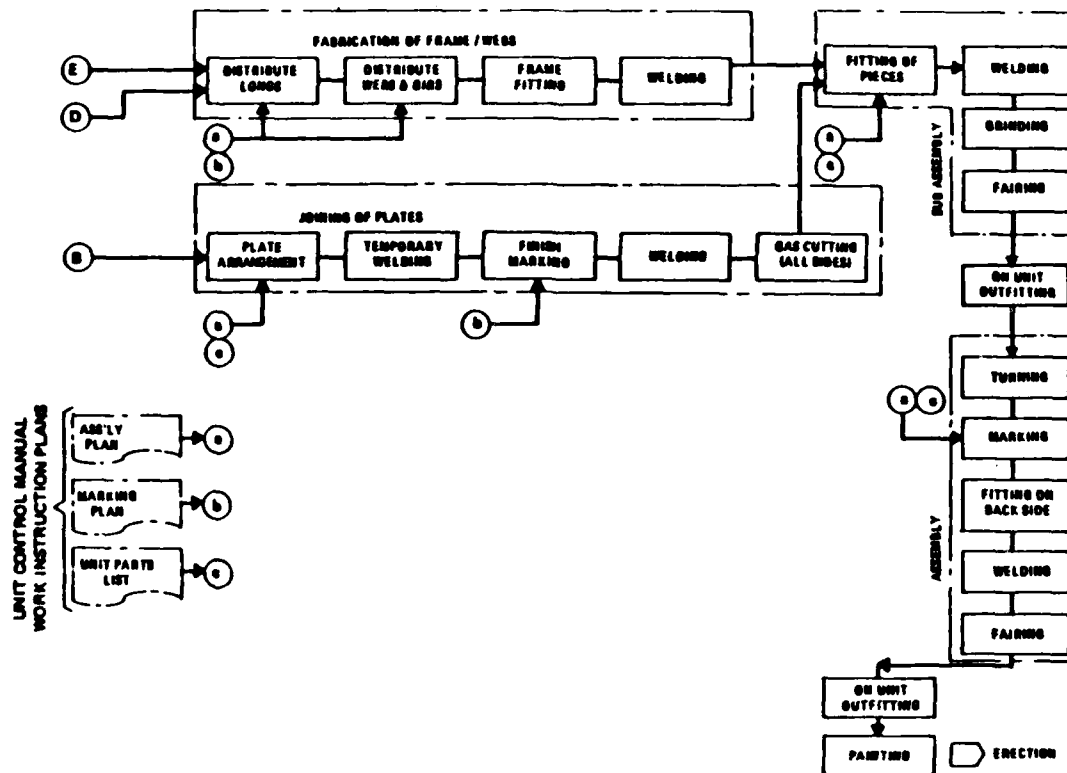 FABRICATION OF FRAME / WEBS
E
D
DISTRIBUTE
LONGS
DISTRIBUTE
WEBS & BHDS
FRAME
FITTING
WELDING
a
b
FITTING OF
PIECES
WELDING
GRINDING
FAIRING
SUB ASSEMBLY
a
c
JOINING OF PLATES
B
PLATE
ARRANGEMENT
TEMPORARY
WELDING
FINISH
MARKING
WELDING
GAS CUTTING
(ALL SIDES)
a
c
b
ON UNIT
OUTFITTING
TURNING
a
c
MARKING
FITTING ON
BACK SIDE
WELDING
FAIRING
ASSEMBLY
UNIT CONTROL MANUAL
WORK INSTRUCTION PLANS
ASS'LY
PLAN
a
MARKING
PLAN
b
UNIT PARTS
LIST
c
ON UNIT
OUTFITTING
PAINTING
ERECTION